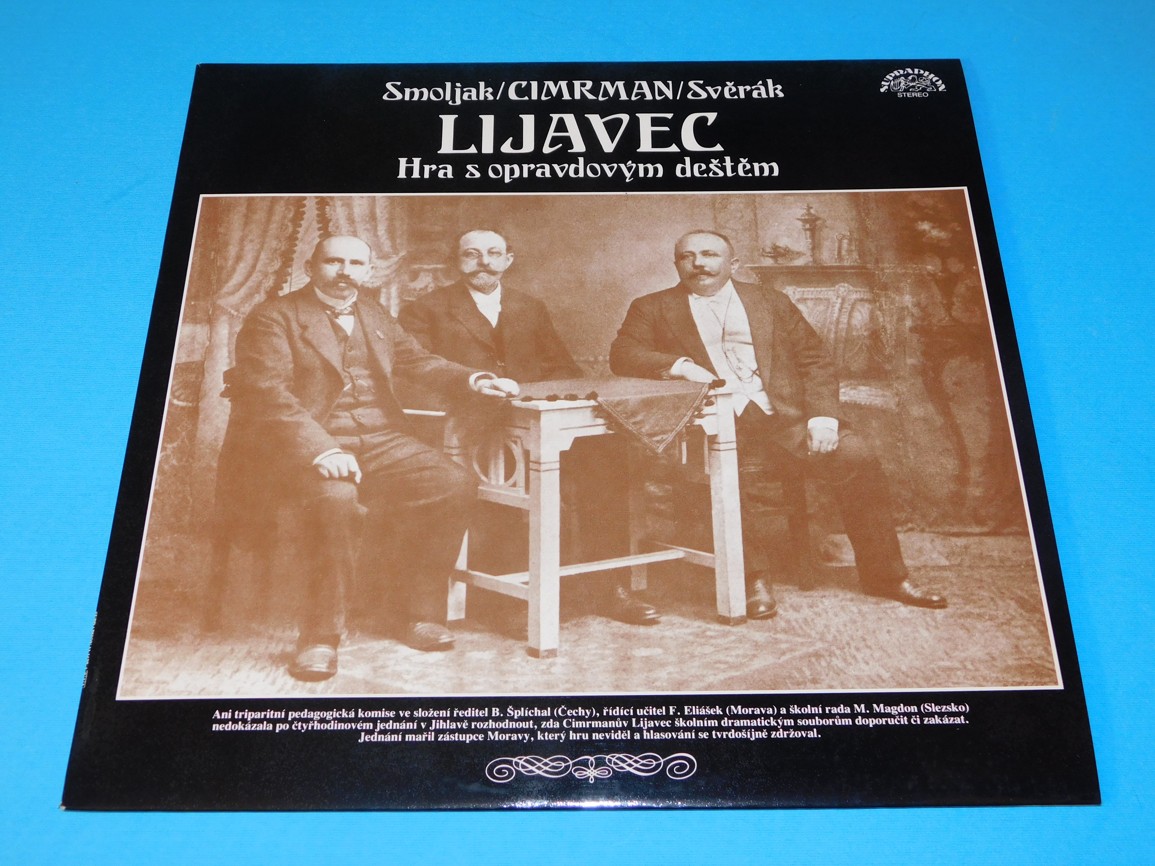 Smoljak/CIMRMAN/Svěrák
SUPRAPHON
STEREO
LIJAVEC
Hra s opravdovým deštěm
Ani triparitní pedagogická komise ve složení ředitel B. Šplíchal (Čechy), řídící učitel F. Eliášek (Morava) a školní rada M. Magdon (Slezsko)
nedokázala po čtyřhodinovém jednání v Jihlavě rozhodnout, zda Cimrmanův Lijavec školním dramatickým souborům doporučit či zakázat.
Jednání mařil zástupce Moravy, který hru neviděl a hlasování se tvrdošíjně zdržoval.